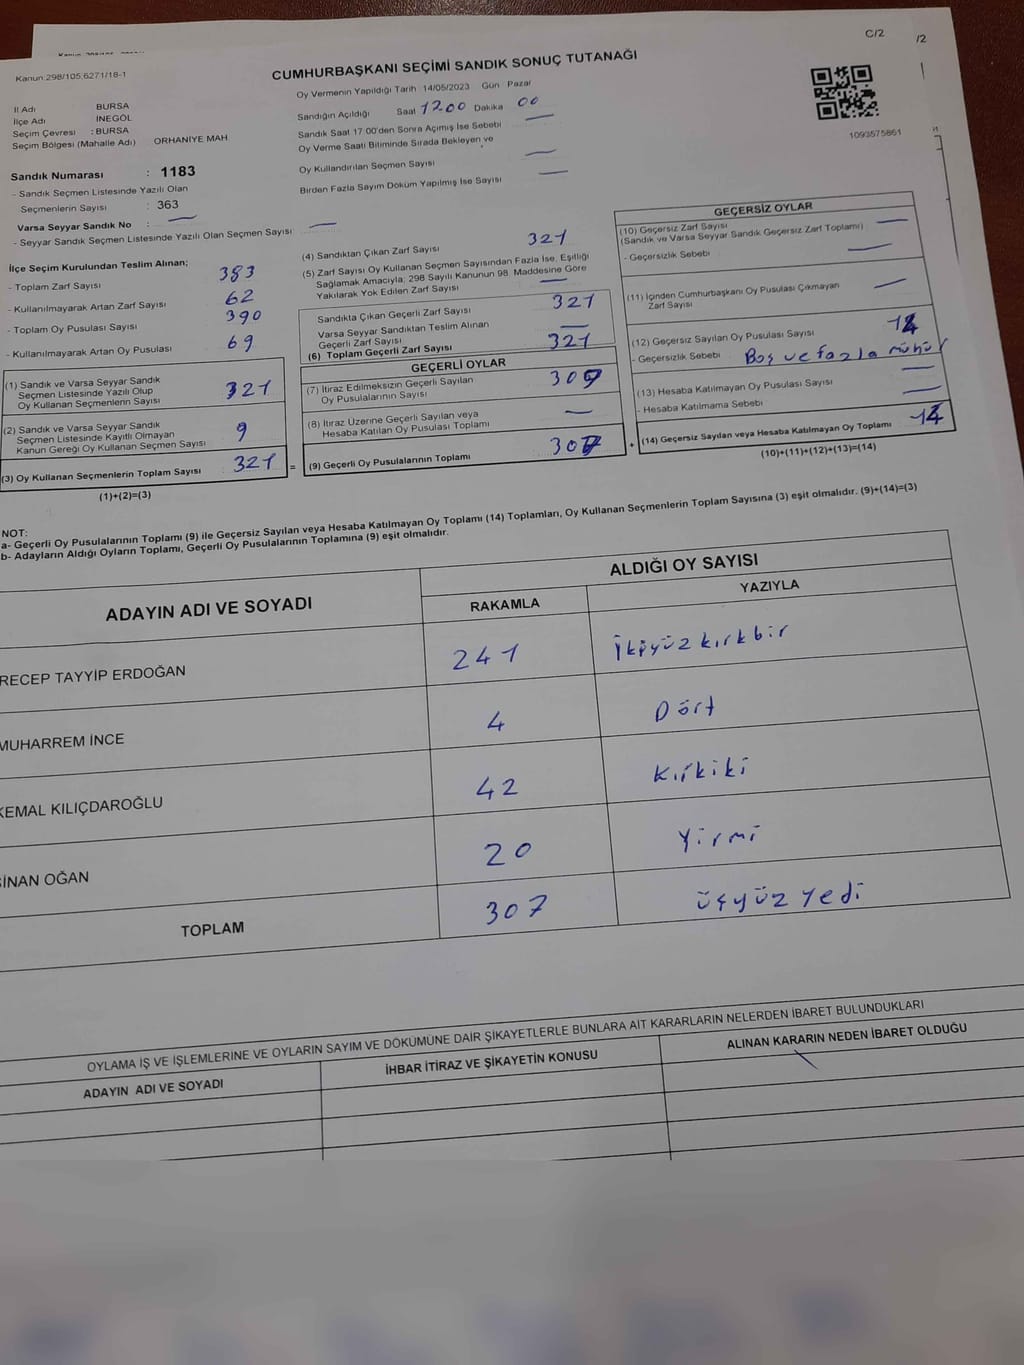 C/2
/2
Kanun 298/105;6271/18-1
CUMHURBAŞKANI SEÇİMİ SANDIK SONUÇ TUTANAĞI
İl Adı BURSA
İlçe Adı İNEGÖL
Seçim Çevresi : BURSA
Seçim Bölgesi (Mahalle Adı) ORHANİYE MAH
Oy Vermenin Yapıldığı Tarih 14/05/2023 Gün Pazar
Sandığın Açıldığı Saat 1700 Dakika 00
Sandık Saat 17.00'den Sonra Açımış İse Sebebi
Oy Verme Saati Bitiminde Sırada Bekleyen ve
Oy Kullandırılan Seçmen Sayısı
Birden Fazla Sayım Döküm Yapılmış İse Sayısı
1093575861
Sandık Numarası : 1183
- Sandık Seçmen Listesinde Yazılı Olan
Seçmenlerin Sayısı : 363
Varsa Seyyar Sandık No :
- Seyyar Sandık Seçmen Listesinde Yazılı Olan Seçmen Sayısı
İlçe Seçim Kurulundan Teslim Alınan;
- Toplam Zarf Sayısı 383
- Kullanılmayarak Artan Zarf Sayısı 62
- Toplam Oy Pusulası Sayısı 390
- Kullanılmayarak Artan Oy Pusulası 69
(1) Sandık ve Varsa Seyyar Sandık
Seçmen Listesinde Yazılı Olup
Oy Kullanan Seçmenlerin Sayısı 321
(2) Sandık ve Varsa Seyyar Sandık
Seçmen Listesinde Kayıtlı Olmayan
Kanun Gereği Oy Kullanan Seçmen Sayısı 9
(3) Oy Kullanan Seçmenlerin Toplam Sayısı 321 =
(1)+(2)=(3)
(4) Sandıktan Çıkan Zarf Sayısı 321
(5) Zarf Sayısı Oy Kullanan Seçmen Sayısından Fazla İse, Eşitliği
Sağlamak Amacıyla; 298 Sayılı Kanunun 98. Maddesine Göre
Yakılarak Yok Edilen Zarf Sayısı
Sandıkta Çıkan Geçerli Zarf Sayısı 321
Varsa Seyyar Sandıktan Teslim Alınan
Geçerli Zarf Sayısı
(6) Toplam Geçerli Zarf Sayısı 321
GEÇERLİ OYLAR
(7) İtiraz Edilmeksizin Geçerli Sayılan
Oy Pusulalarının Sayısı 307
(8) İtiraz Üzerine Geçerli Sayılan veya
Hesaba Katılan Oy Pusulası Toplamı
(9) Geçerli Oy Pusulalarının Toplamı 307 +
GEÇERSİZ OYLAR
(10) Geçersiz Zarf Sayısı
(Sandık ve Varsa Seyyar Sandık Geçersiz Zarf Toplamı)
- Geçersizlik Sebebi
(11) İçinden Cumhurbaşkanı Oy Pusulası Çıkmayan
Zarf Sayısı
(12) Geçersiz Sayılan Oy Pusulası Sayısı 14
- Geçersizlik Sebebi Boş ve fazla mühür
(13) Hesaba Katılmayan Oy Pusulası Sayısı
- Hesaba Katılmama Sebebi
(14) Geçersiz Sayılan veya Hesaba Katılmayan Oy Toplamı 14
(10)+(11)+(12)+(13)=(14)
NOT:
a- Geçerli Oy Pusulalarının Toplamı (9) ile Geçersiz Sayılan veya Hesaba Katılmayan Oy Toplamı (14) Toplamları, Oy Kullanan Seçmenlerin Toplam Sayısına (3) eşit olmalıdır. (9)+(14)=(3)
b- Adayların Aldığı Oyların Toplamı, Geçerli Oy Pusulalarının Toplamına (9) eşit olmalıdır.
ADAYIN ADI VE SOYADI
ALDIĞI OY SAYISI
RAKAMLA YAZIYLA
RECEP TAYYİP ERDOĞAN 241 İkiyüz kırkbir
MUHARREM İNCE 4 Dört
KEMAL KILIÇDAROĞLU 42 Kırkiki
SİNAN OĞAN 20 Yirmi
TOPLAM 307 üçyüz yedi
OYLAMA İŞ VE İŞLEMLERİNE VE OYLARIN SAYIM VE DÖKÜMÜNE DAİR ŞİKAYETLERLE BUNLARA AİT KARARLARIN NELERDEN İBARET BULUNDUKLARI
ADAYIN ADI VE SOYADI İHBAR İTİRAZ VE ŞİKAYETİN KONUSU ALINAN KARARIN NEDEN İBARET OLDUĞU